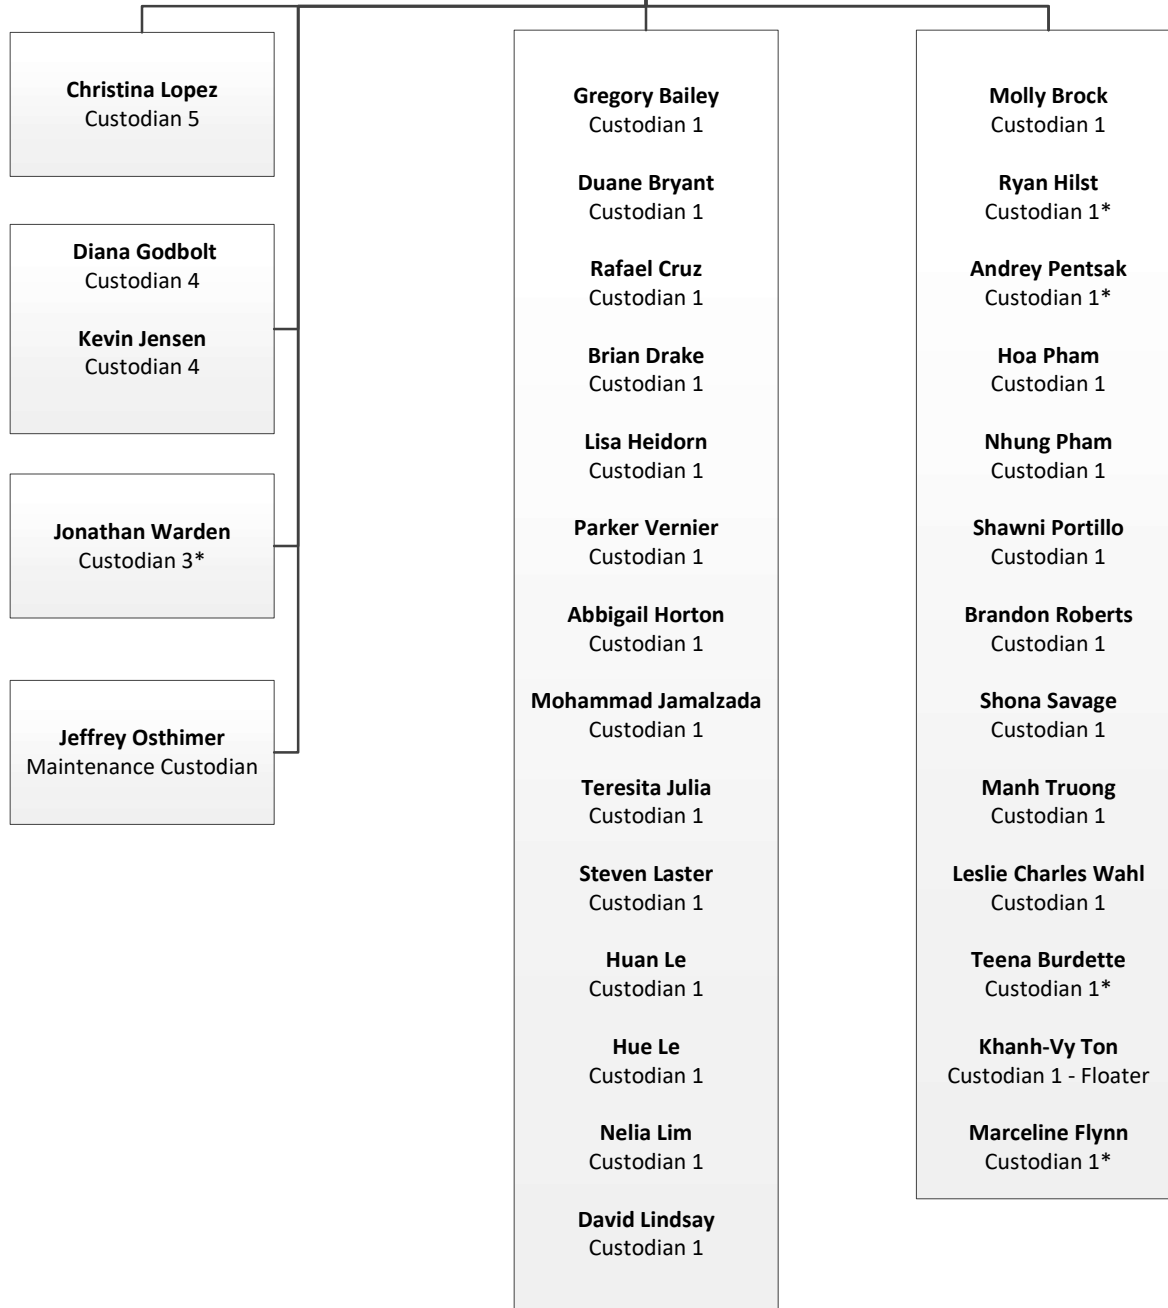 Christina Lopez
Custodian 5
Diana Godbolt
Custodian 4
Kevin Jensen
Custodian 4
Jonathan Warden
Custodian 3*
Jeffrey Osthimer
Maintenance Custodian
Gregory Bailey
Custodian 1
Duane Bryant
Custodian 1
Rafael Cruz
Custodian 1
Brian Drake
Custodian 1
Lisa Heidorn
Custodian 1
Parker Vernier
Custodian 1
Abbigail Horton
Custodian 1
Mohammad Jamalzada
Custodian 1
Teresita Julia
Custodian 1
Steven Laster
Custodian 1
Huan Le
Custodian 1
Hue Le
Custodian 1
Nelia Lim
Custodian 1
David Lindsay
Custodian 1
Molly Brock
Custodian 1
Ryan Hilst
Custodian 1*
Andrey Pentsak
Custodian 1*
Hoa Pham
Custodian 1
Nhung Pham
Custodian 1
Shawni Portillo
Custodian 1
Brandon Roberts
Custodian 1
Shona Savage
Custodian 1
Manh Truong
Custodian 1
Leslie Charles Wahl
Custodian 1
Teena Burdette
Custodian 1*
Khanh-Vy Ton
Custodian 1 - Floater
Marceline Flynn
Custodian 1*